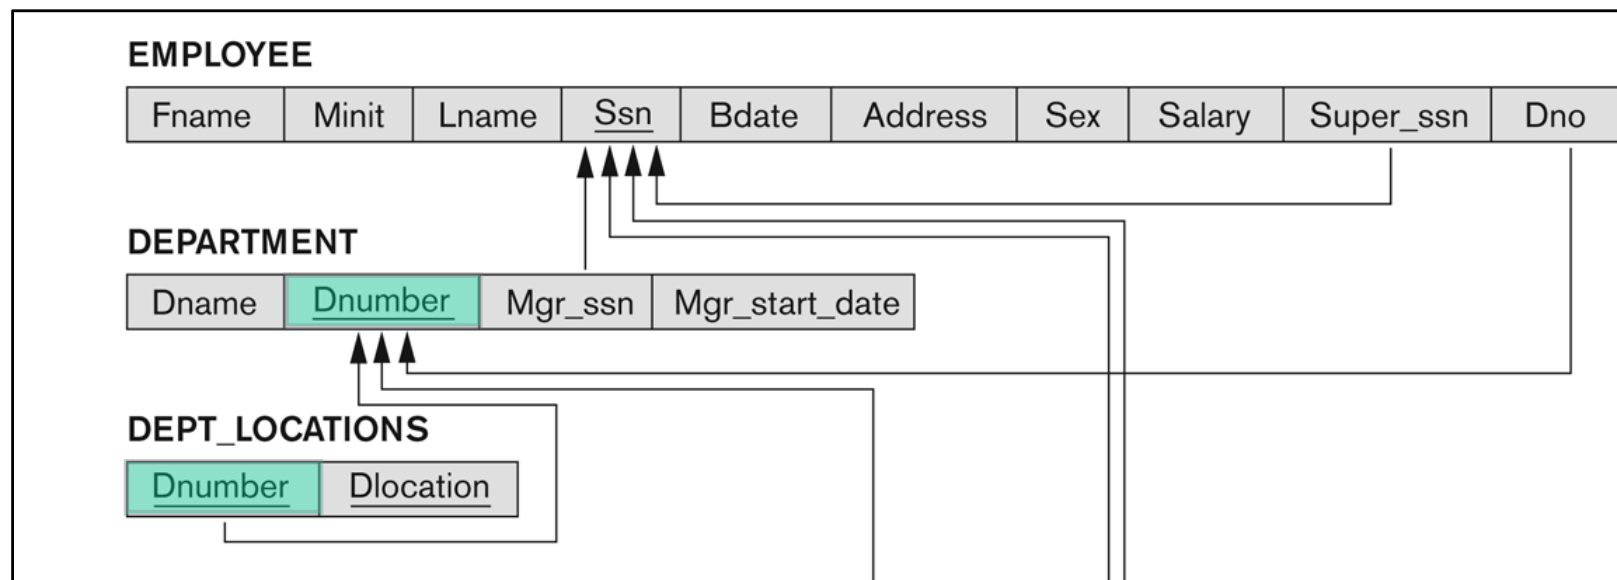 EMPLOYEE
Fname Minit Lname Ssn Bdate Address Sex Salary Super_ssn Dno
DEPARTMENT
Dname Dnumber Mgr_ssn Mgr_start_date
DEPT_LOCATIONS
Dnumber Dlocation